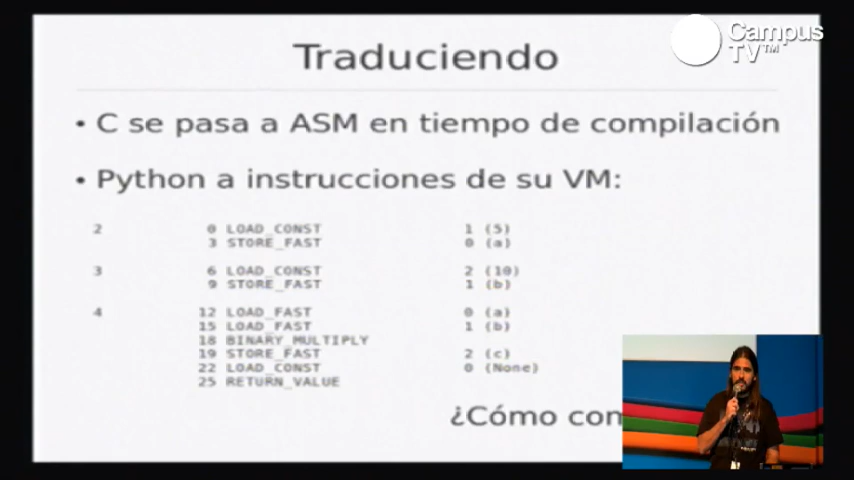 Campus
TV™
Traduciendo
• C se pasa a ASM en tiempo de compilación
• Python a instrucciones de su VM:
2 0 LOAD_CONST 1 (5)
3 STORE_FAST 0 (a)
3 6 LOAD_CONST 2 (10)
9 STORE_FAST 1 (b)
4 12 LOAD_FAST 0 (a)
15 LOAD_FAST 1 (b)
18 BINARY_MULTIPLY
19 STORE_FAST 2 (c)
22 LOAD_CONST 0 (None)
25 RETURN_VALUE
¿Cómo